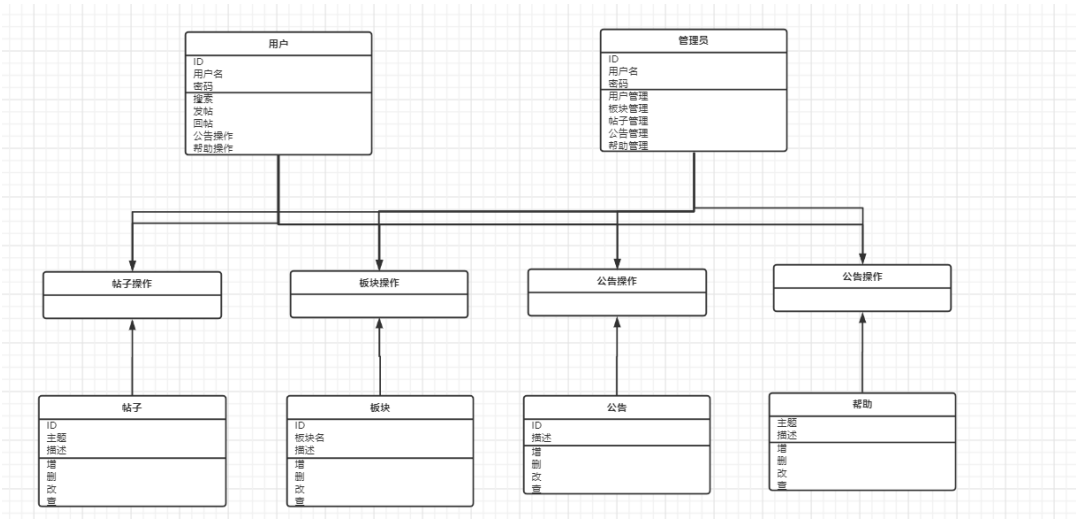 用户
ID
用户名
密码
搜索
发帖
回帖
公告操作
帮助操作
管理员
ID
用户名
密码
用户管理
板块管理
帖子管理
公告管理
帮助管理
帖子操作
板块操作
公告操作
公告操作
帖子
ID
主题
描述
增
删
改
查
板块
ID
板块名
描述
增
删
改
查
公告
ID
描述
增
删
改
查
帮助
主题
描述
增
删
改
查